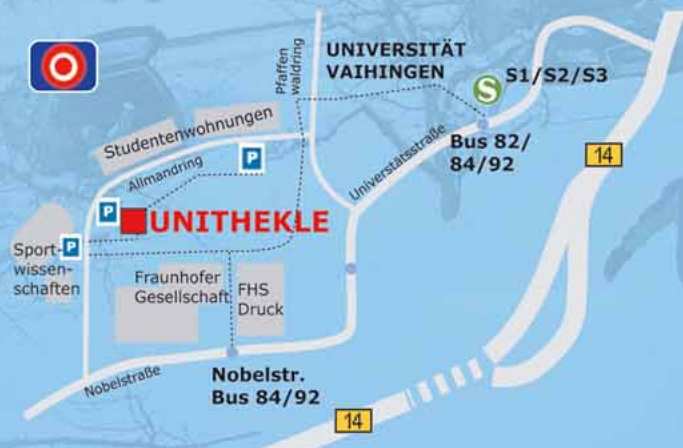 Pfaffen
waldring
UNIVERSITÄT
VAIHINGEN
S
S1/S2/S3
Bus 82/
84/92
14
Studentenwohnungen
Allmandring
P
P
P
UNITHEKLE
Universtätsstraße
Sport-
wissen-
schaften
Fraunhofer
Gesellschaft
FHS
Druck
Nobelstraße
Nobelstr.
Bus 84/92
14